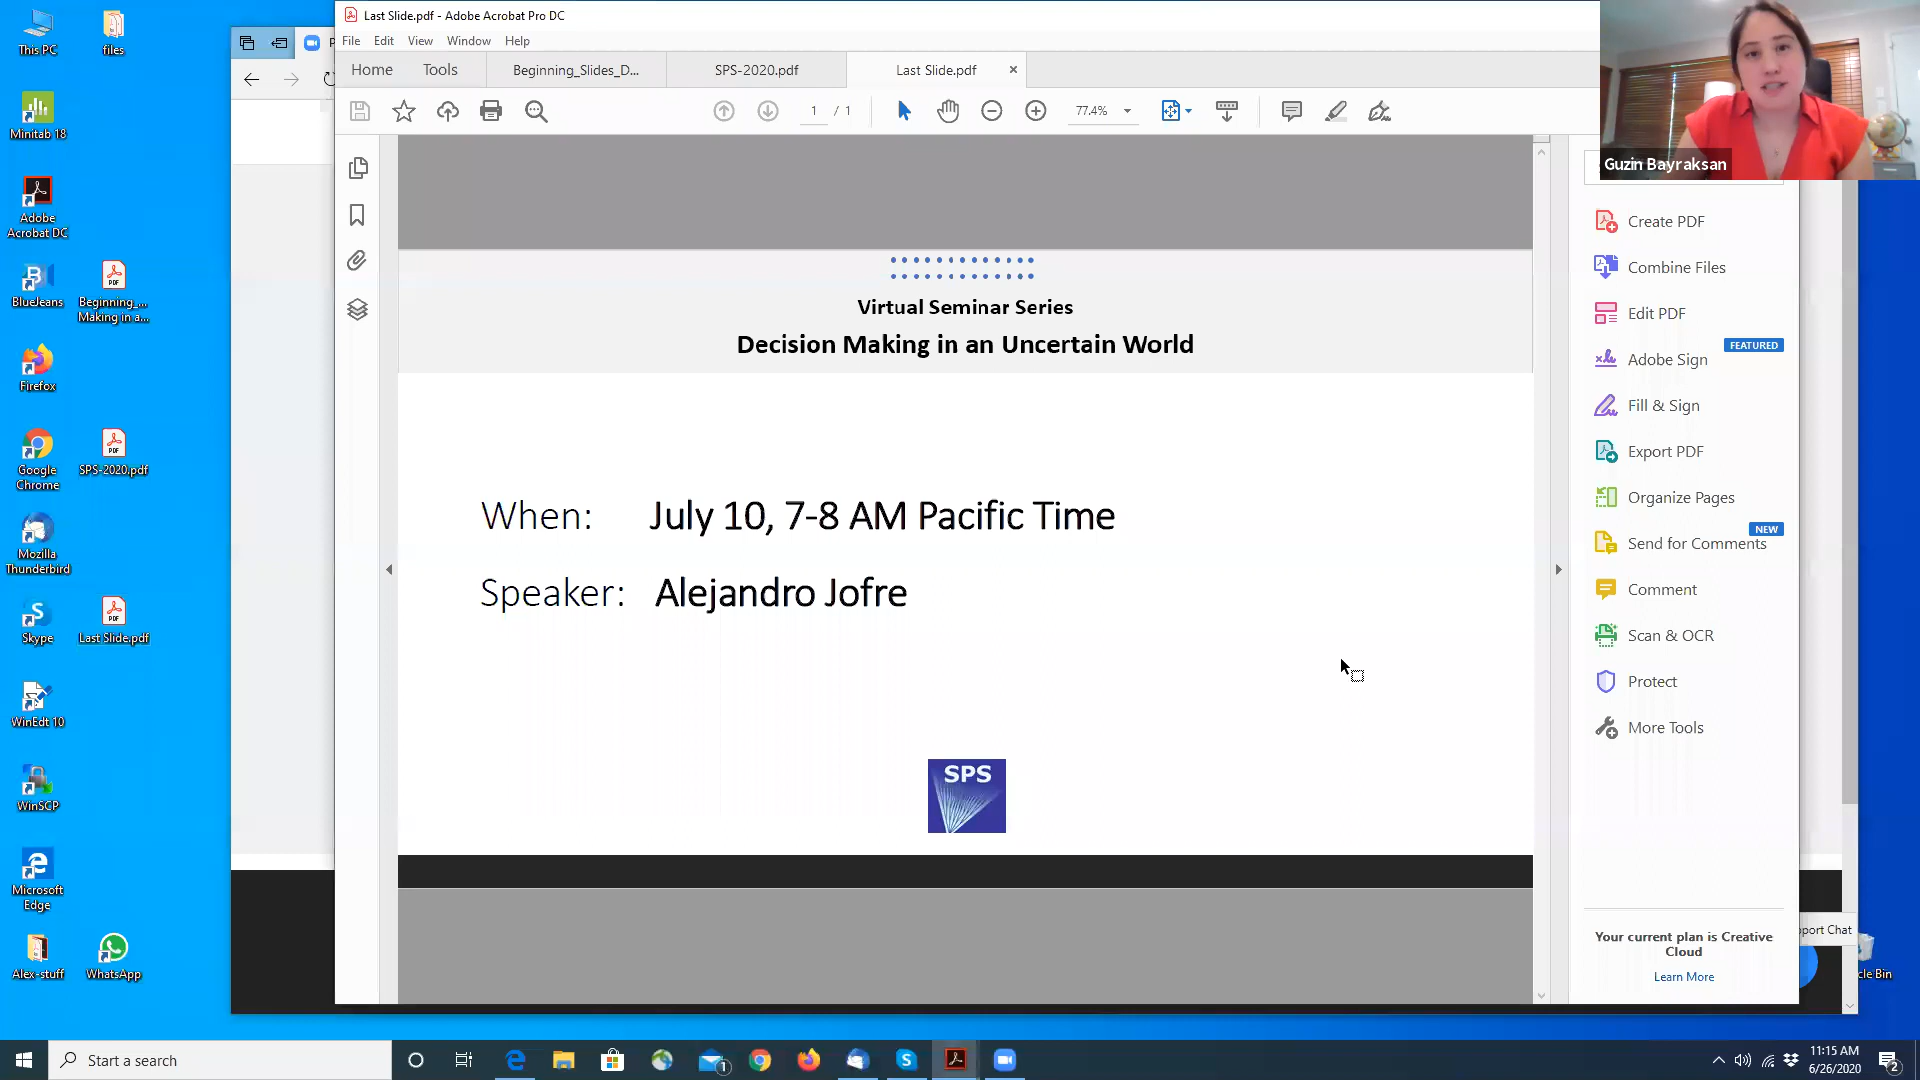 This PC
files
Minitab 18
Adobe
Acrobat DC
BlueJeans
Beginning_...
Making in a...
Firefox
Google
Chrome
SPS-2020.pdf
Mozilla
Thunderbird
Skype
Last Slide.pdf
WinEdt 10
WinSCP
Microsoft
Edge
Alex-stuff
WhatsApp
Last Slide.pdf - Adobe Acrobat Pro DC
File Edit View Window Help
Home Tools Beginning_Slides_D... SPS-2020.pdf Last Slide.pdf ×
1 / 1 77.4%
Guzin Bayraksan
Virtual Seminar Series
Decision Making in an Uncertain World
When: July 10, 7-8 AM Pacific Time
Speaker: Alejandro Jofre
SPS
Create PDF
Combine Files
Edit PDF
FEATURED
Adobe Sign
Fill & Sign
Export PDF
Organize Pages
NEW
Send for Comments
Comment
Scan & OCR
Protect
More Tools
Your current plan is Creative
Cloud
Learn More
pport Chat
cle Bin
Start a search
1
11:15 AM
6/26/2020
2